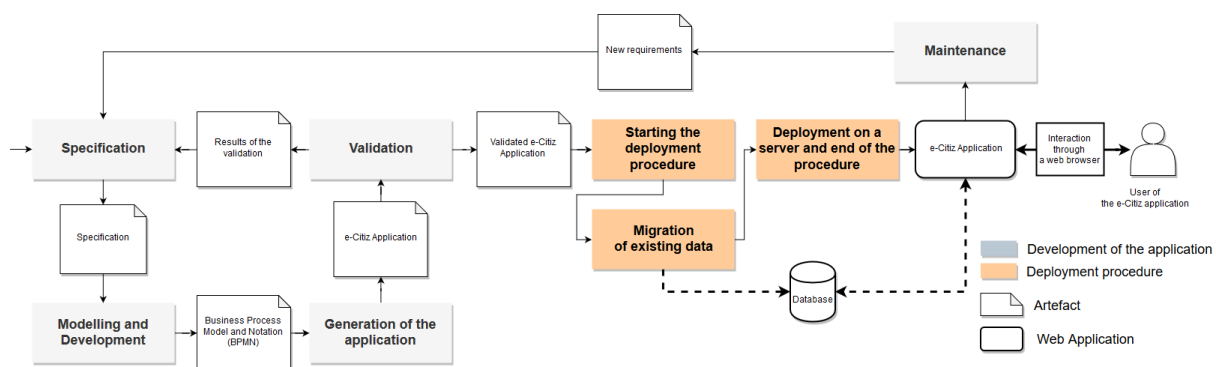 New requirements
Maintenance
Specification
Results of the
validation
Validation
Validated e-Citiz
Application
Starting the
deployment
procedure
Deployment on a
server and end of the
procedure
e-Citiz Application
Interaction
through
a web browser
User of
the e-Citiz application
Specification
e-Citiz Application
Migration
of existing data
Database
Modelling and
Development
Business Process
Model and Notation
(BPMN)
Generation of the
application
Development of the application
Deployment procedure
Artefact
Web Application